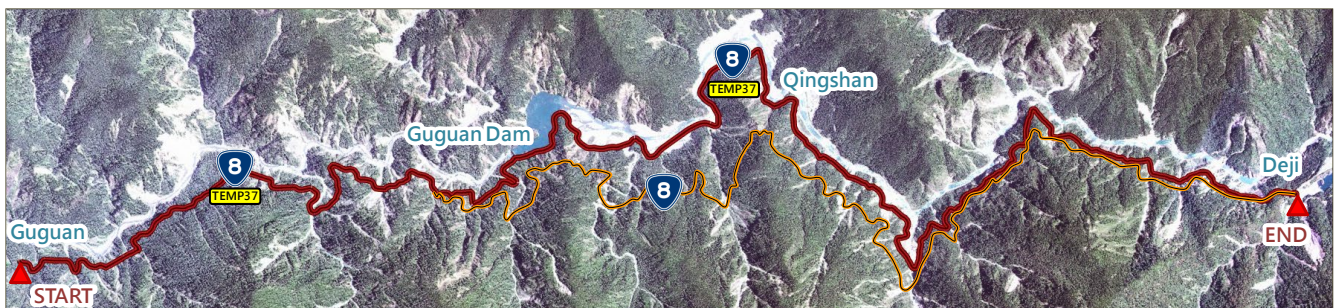 8
TEMP37
Qingshan
Guguan Dam
8
TEMP37
8
Deji
Guguan
END
START